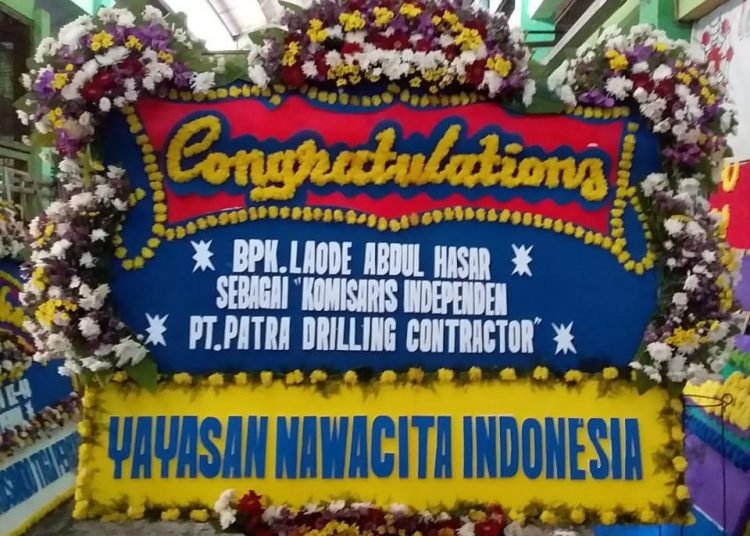 Congratulations
BPK. LAODE ABDUL HASAR
SEBAGAI "KOMISARIS INDEPENDEN
PT. PATRA DRILLING CONTRACTOR"
YAYASAN NAWACITA INDONESIA